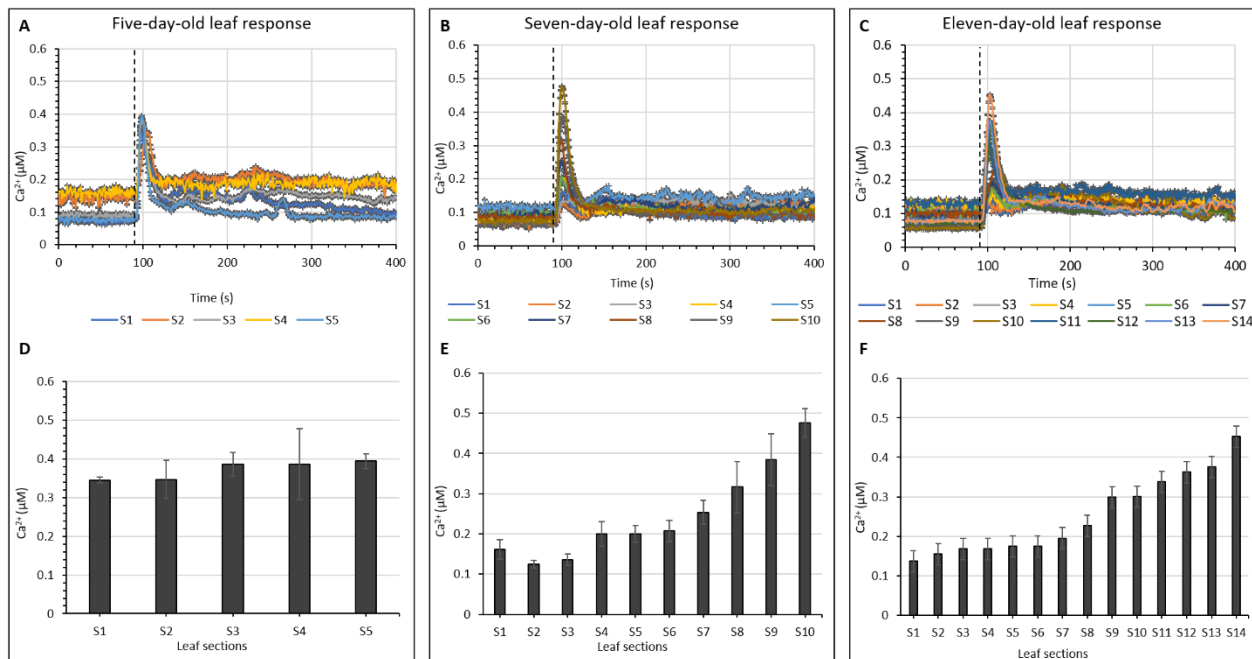 A Five-day-old leaf response
0.6
0.5
0.4
0.3
0.2
0.1
0
Ca²⁺ (µM)
0 100 200 300 400
Time (s)
S1 S2 S3 S4 S5
B Seven-day-old leaf response
0.6
0.5
0.4
0.3
0.2
0.1
0
Ca²⁺ (µM)
0 100 200 300 400
Time (s)
S1 S2 S3 S4 S5
S6 S7 S8 S9 S10
C Eleven-day-old leaf response
0.6
0.5
0.4
0.3
0.2
0.1
0
Ca²⁺ (µM)
0 100 200 300 400
Time (s)
S1 S2 S3 S4 S5 S6 S7
S8 S9 S10 S11 S12 S13 S14
D
0.6
0.5
0.4
0.3
0.2
0.1
0
Ca²⁺ (µM)
S1 S2 S3 S4 S5
Leaf sections
E
0.6
0.5
0.4
0.3
0.2
0.1
0
Ca²⁺ (µM)
S1 S2 S3 S4 S5 S6 S7 S8 S9 S10
Leaf sections
F
0.6
0.5
0.4
0.3
0.2
0.1
0
Ca²⁺ (µM)
S1 S2 S3 S4 S5 S6 S7 S8 S9 S10 S11 S12 S13 S14
Leaf sections